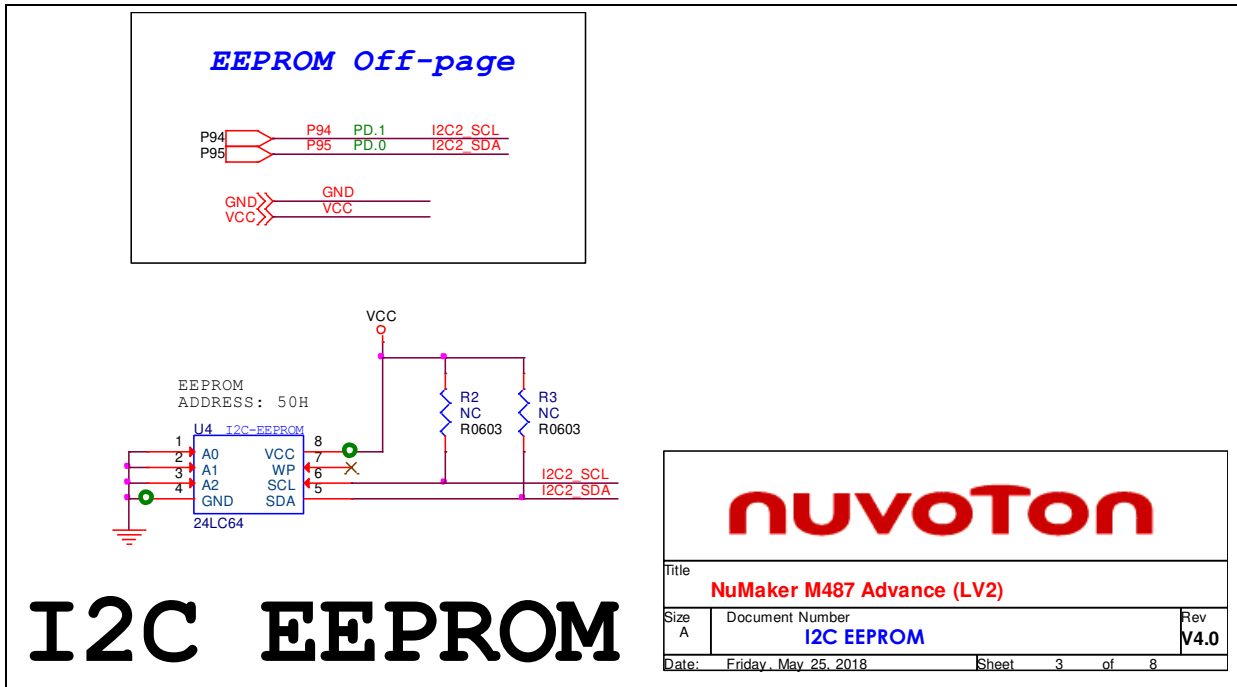 EEPROM Off-page
P94 P94 PD.1 I2C2_SCL
P95 P95 PD.0 I2C2_SDA
GND GND
VCC VCC
VCC
EEPROM
ADDRESS: 50H
R2
NC
R0603
R3
NC
R0603
U4 I2C-EEPROM
1 A0 VCC 8
2 A1 WP 7
3 A2 SCL 6 I2C2_SCL
4 GND SDA 5 I2C2_SDA
24LC64
I2C EEPROM
nuvoTon
Title
NuMaker M487 Advance (LV2)
Size Document Number Rev
A I2C EEPROM V4.0
Date: Friday, May 25, 2018 Sheet 3 of 8